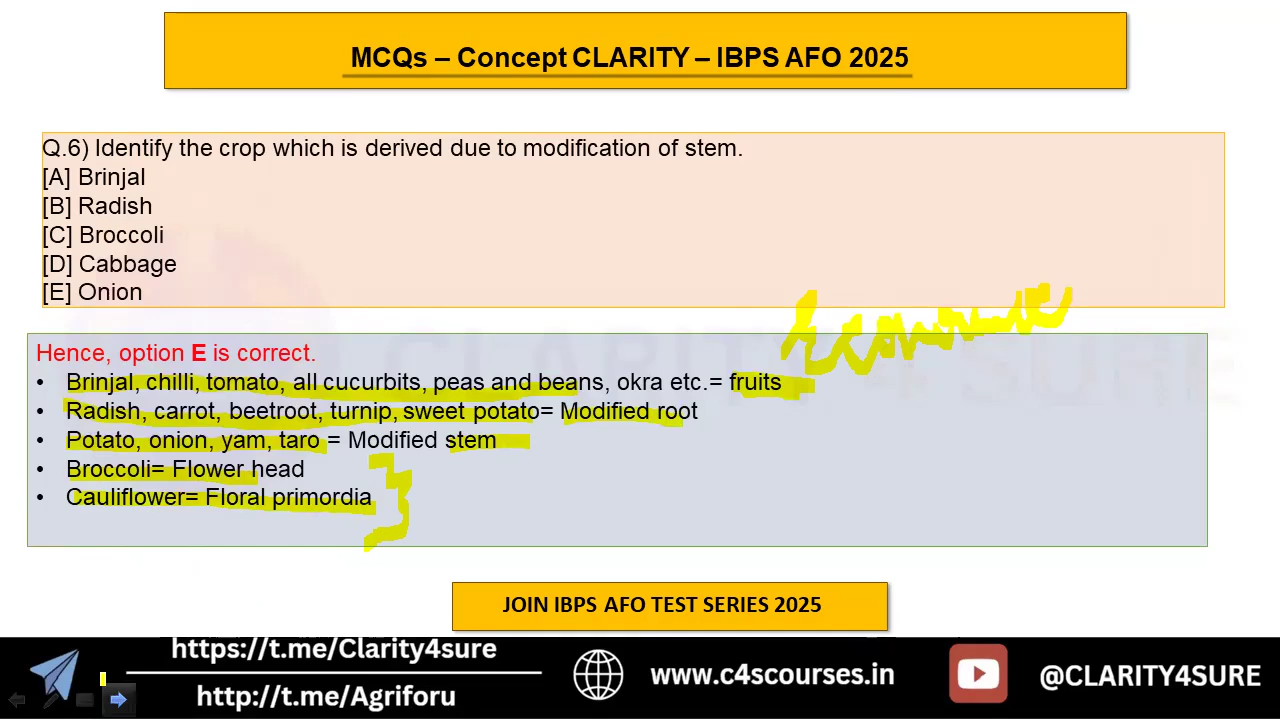 MCQs – Concept CLARITY – IBPS AFO 2025
Q.6) Identify the crop which is derived due to modification of stem.
[A] Brinjal
[B] Radish
[C] Broccoli
[D] Cabbage
[E] Onion
Hence, option E is correct.
• Brinjal, chilli, tomato, all cucurbits, peas and beans, okra etc.= fruits
• Radish, carrot, beetroot, turnip, sweet potato= Modified root
• Potato, onion, yam, taro = Modified stem
• Broccoli= Flower head
• Cauliflower= Floral primordia
CLARITY 4 SURE
JOIN IBPS AFO TEST SERIES 2025
https://t.me/Clarity4sure
http://t.me/Agriforu
www.c4scourses.in
@CLARITY4SURE